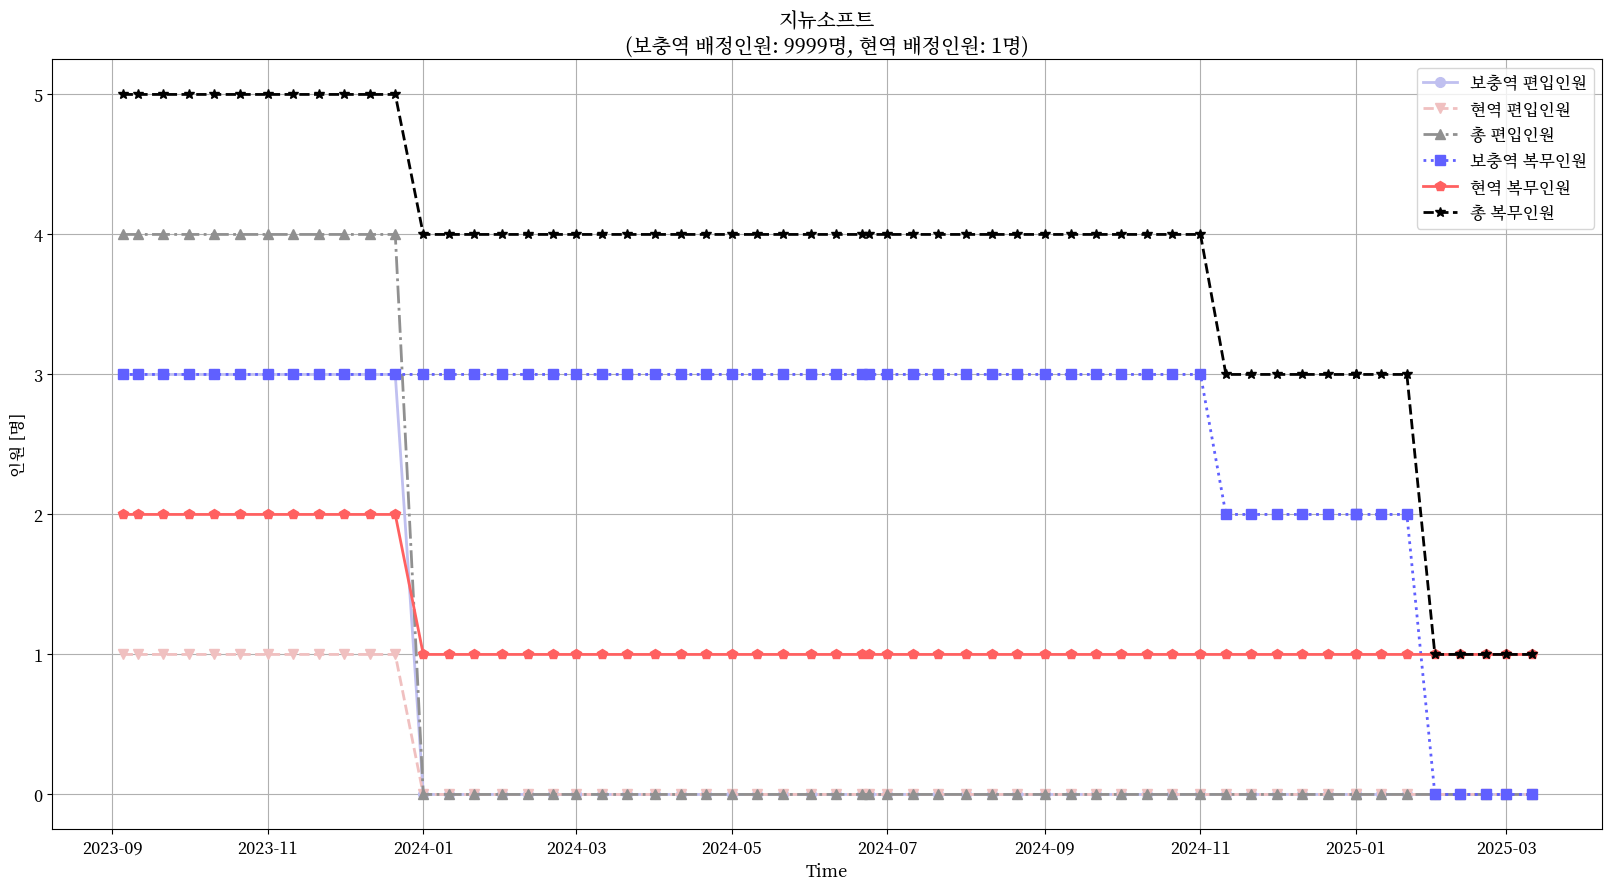 지뉴소프트
(보충역 배정인원: 9999명, 현역 배정인원: 1명)
보충역 편입인원
현역 편입인원
총 편입인원
보충역 복무인원
현역 복무인원
총 복무인원
인원 [명]
5
4
3
2
1
0
2023-09 2023-11 2024-01 2024-03 2024-05 2024-07 2024-09 2024-11 2025-01 2025-03
Time